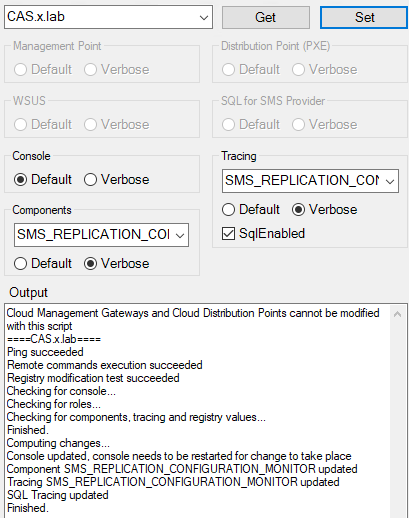 CAS.x.lab
Get
Set
Management Point
Default
Verbose
Distribution Point (PXE)
Default
Verbose
WSUS
Default
Verbose
SQL for SMS Provider
Default
Verbose
Console
Default
Verbose
Tracing
SMS_REPLICATION_CON
Default
Verbose
SqlEnabled
Components
SMS_REPLICATION_CO
Default
Verbose
Output
Cloud Management Gateways and Cloud Distribution Points cannot be modified
with this script
====CAS.x.lab====
Ping succeeded
Remote commands execution succeeded
Registry modification test succeeded
Checking for console...
Checking for roles...
Checking for components, tracing and registry values...
Finished.
Computing changes...
Console updated, console needs to be restarted for change to take place
Component SMS_REPLICATION_CONFIGURATION_MONITOR updated
Tracing SMS_REPLICATION_CONFIGURATION_MONITOR updated
SQL Tracing updated
Finished.